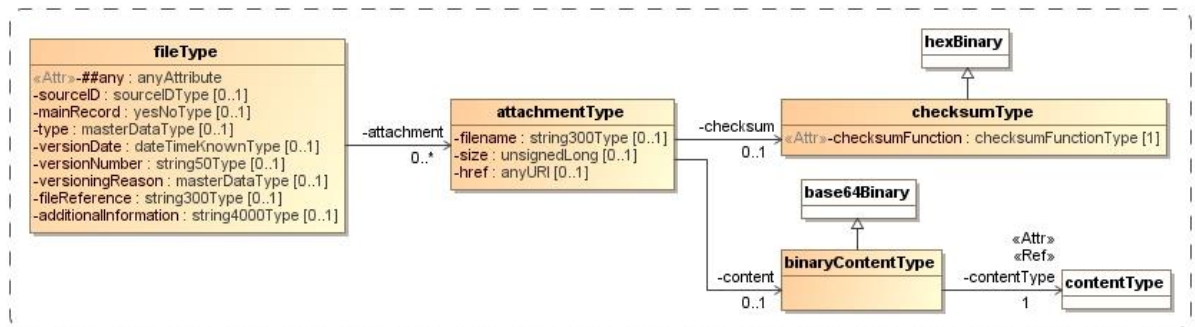 fileType
«Attr»-##any : anyAttribute
-sourceID : sourceIDType [0..1]
-mainRecord : yesNoType [0..1]
-type : masterDataType [0..1]
-versionDate : dateTimeKnownType [0..1]
-versionNumber : string50Type [0..1]
-versioningReason : masterDataType [0..1]
-fileReference : string300Type [0..1]
-additionalInformation : string4000Type [0..1]
-attachment
0..*
attachmentType
-filename : string300Type [0..1]
-size : unsignedLong [0..1]
-href : anyURI [0..1]
-checksum
0..1
hexBinary
checksumType
«Attr»-checksumFunction : checksumFunctionType [1]
-content
0..1
base64Binary
binaryContentType
«Attr»
«Ref»
-contentType
1
contentType